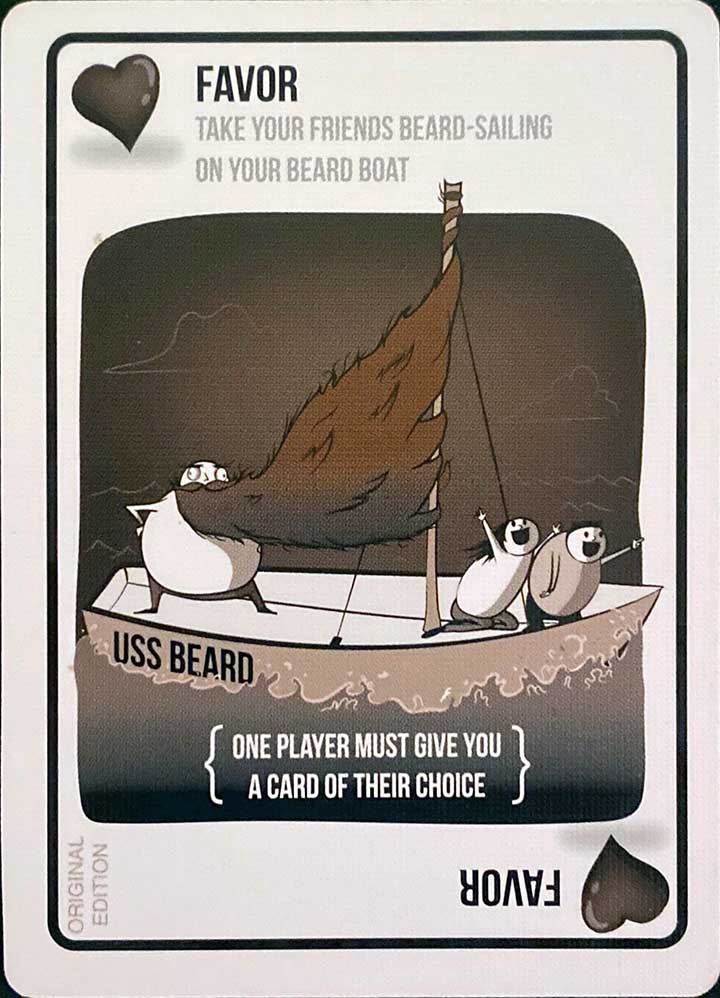 FAVOR
TAKE YOUR FRIENDS BEARD-SAILING
ON YOUR BEARD BOAT
USS BEARD
{ ONE PLAYER MUST GIVE YOU
A CARD OF THEIR CHOICE }
ORIGINAL
EDITION
FAVOR